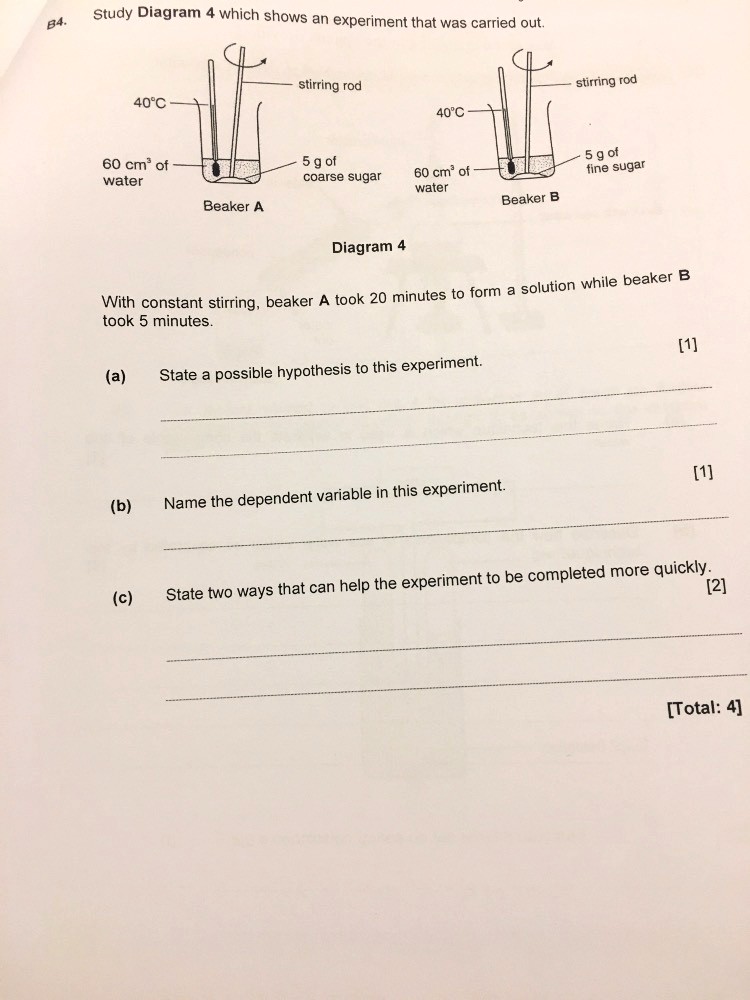 B4. Study Diagram 4 which shows an experiment that was carried out.
40°C
stirring rod
60 cm³ of
water
5 g of
coarse sugar
Beaker A
40°C
stirring rod
60 cm³ of
water
5 g of
fine sugar
Beaker B
Diagram 4
With constant stirring, beaker A took 20 minutes to form a solution while beaker B
took 5 minutes.
(a) State a possible hypothesis to this experiment. [1]
(b) Name the dependent variable in this experiment. [1]
(c) State two ways that can help the experiment to be completed more quickly.
[2]
[Total: 4]